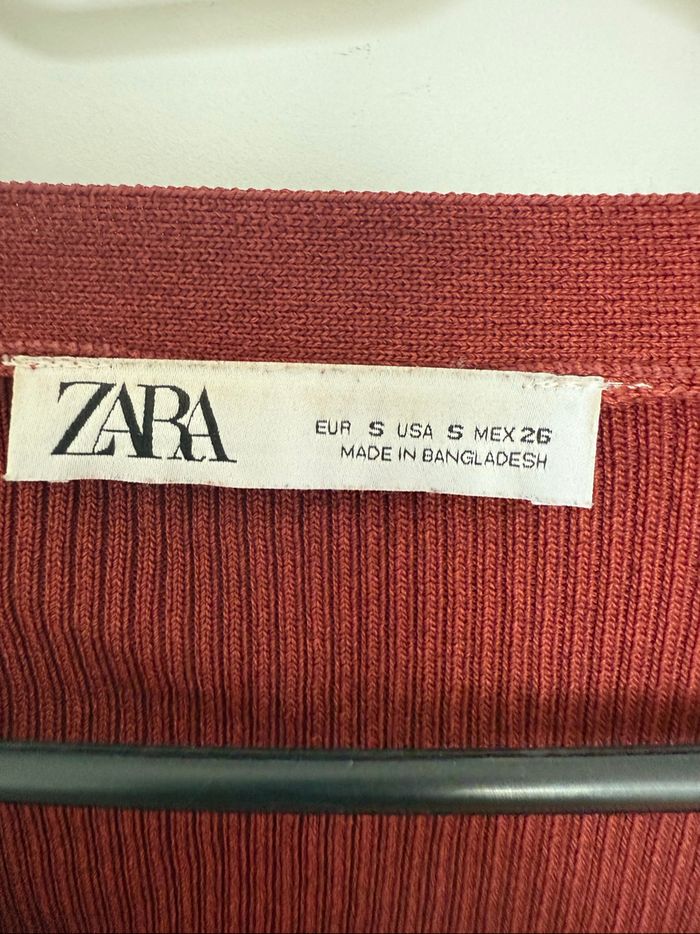 ZARA
EUR S USA S MEX 26
MADE IN BANGLADESH